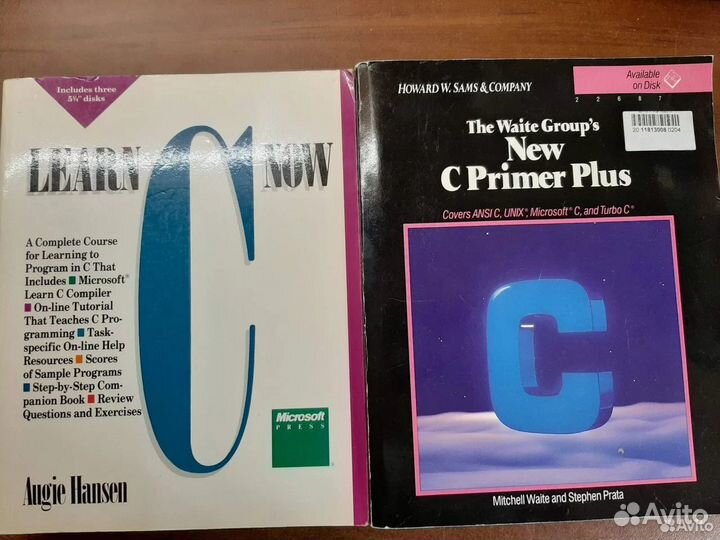 Includes three
5¼" disks
LEARN C NOW
A Complete Course
for Learning to
Program in C That
Includes ■ Microsoft®
Learn C Compiler
■ On-line Tutorial
That Teaches C Pro-
gramming ■ Task-
specific On-line Help
Resources ■ Scores
of Sample Programs
■ Step-by-Step Com-
panion Book ■ Review
Questions and Exercises
Microsoft
PRESS
Augie Hansen
HOWARD W. SAMS & COMPANY
Available
on Disk
2 2 6 8 7
20 11813008 0204
The Waite Group's
New
C Primer Plus
Covers ANSI C, UNIX®, Microsoft® C, and Turbo C®
C
Mitchell Waite and Stephen Prata
Avito